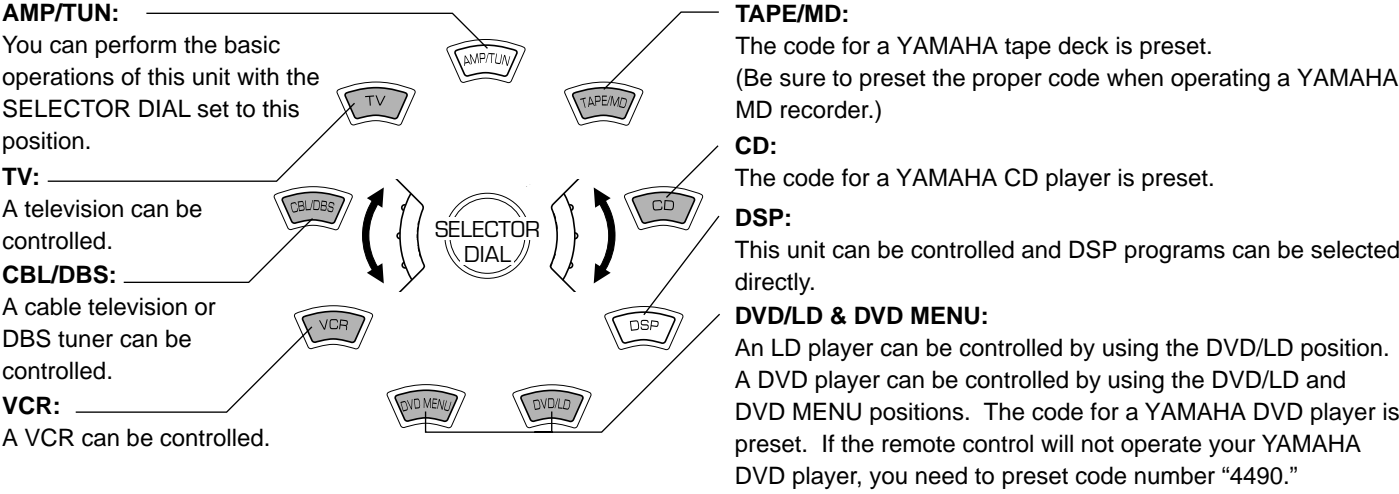 AMP/TUN:
You can perform the basic
operations of this unit with the
SELECTOR DIAL set to this
position.
TV:
A television can be
controlled.
CBL/DBS:
A cable television or
DBS tuner can be
controlled.
VCR:
A VCR can be controlled.
AMP/TUN
TV
TAPE/MD
CBL/DBS
CD
SELECTOR
DIAL
VCR
DSP
DVD MENU
DVD/LD
TAPE/MD:
The code for a YAMAHA tape deck is preset.
(Be sure to preset the proper code when operating a YAMAHA
MD recorder.)
CD:
The code for a YAMAHA CD player is preset.
DSP:
This unit can be controlled and DSP programs can be selected
directly.
DVD/LD & DVD MENU:
An LD player can be controlled by using the DVD/LD position.
A DVD player can be controlled by using the DVD/LD and
DVD MENU positions.  The code for a YAMAHA DVD player is
preset.  If the remote control will not operate your YAMAHA
DVD player, you need to preset code number “4490.”